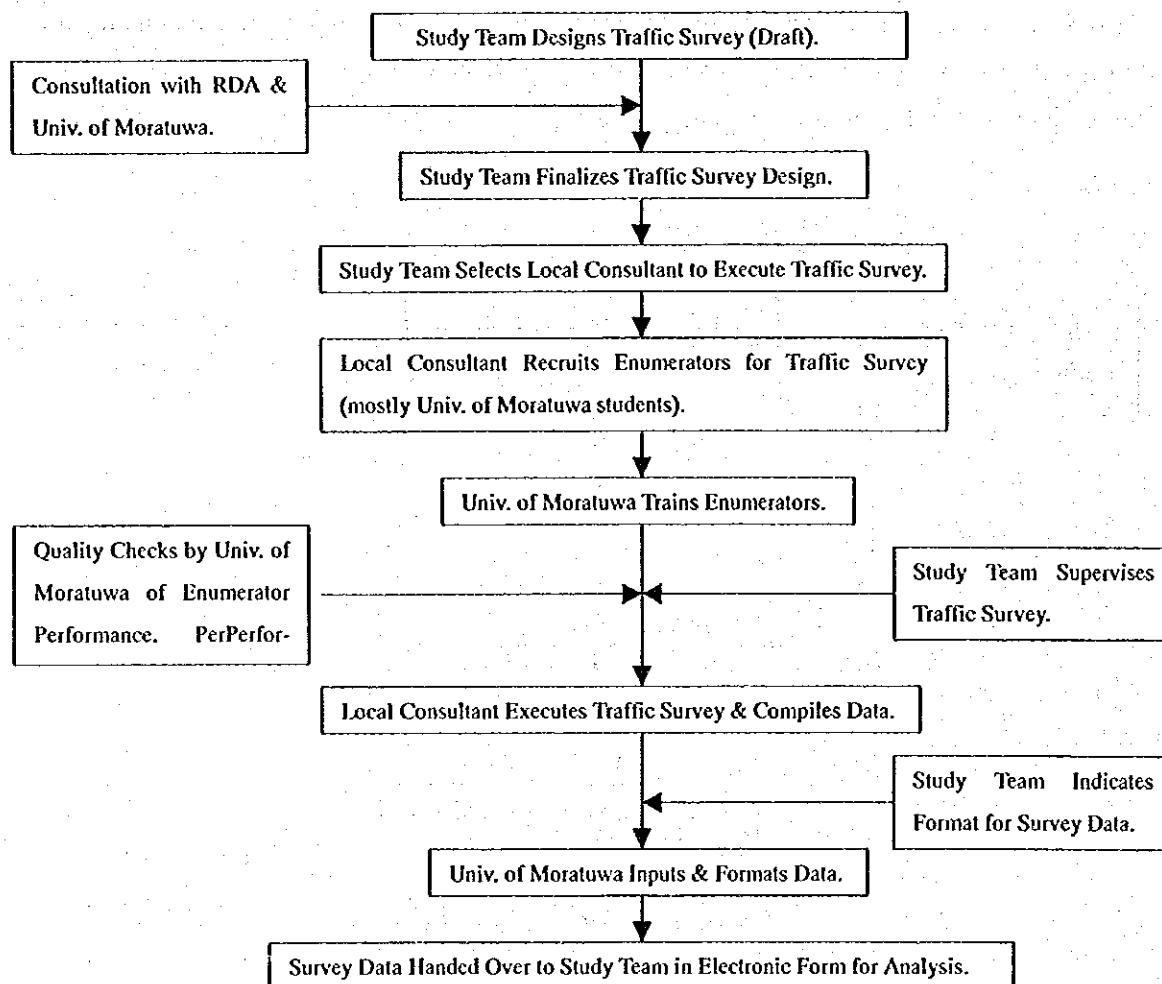 Study Team Designs Traffic Survey (Draft).
Consultation with RDA &
Univ. of Moratuwa.
Study Team Finalizes Traffic Survey Design.
Study Team Selects Local Consultant to Execute Traffic Survey.
Local Consultant Recruits Enumerators for Traffic Survey
(mostly Univ. of Moratuwa students).
Univ. of Moratuwa Trains Enumerators.
Quality Checks by Univ. of
Moratuwa of Enumerator
Performance. PerPerfor-
Study Team Supervises
Traffic Survey.
Local Consultant Executes Traffic Survey & Compiles Data.
Study Team Indicates
Format for Survey Data.
Univ. of Moratuwa Inputs & Formats Data.
Survey Data Handed Over to Study Team in Electronic Form for Analysis.